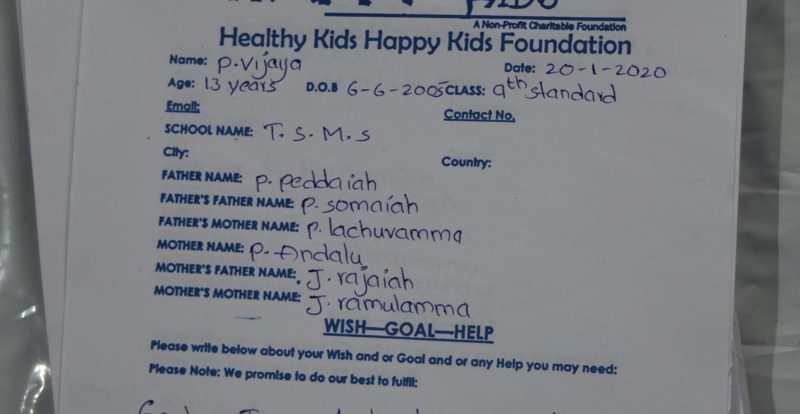 A Non-Profit Charitable Foundation
Healthy Kids Happy Kids Foundation
Name: P. Vijaya Date: 20-1-2020
Age: 13 years D.O.B 6-6-2005 CLASS: 9th standard
Email: Contact No.
SCHOOL NAME: T. S. M. S
City: Country:
FATHER NAME: P. Peddaiah
FATHER'S FATHER NAME: P. somaiah
FATHER'S MOTHER NAME: P. lachuvamma
MOTHER NAME: P. Andalu
MOTHER'S FATHER NAME: J. rajaiah
MOTHER'S MOTHER NAME: J. ramulamma
WISH—GOAL—HELP
Please write below about your Wish and or Goal and or any Help you may need:
Please Note: We promise to do our best to fulfil: